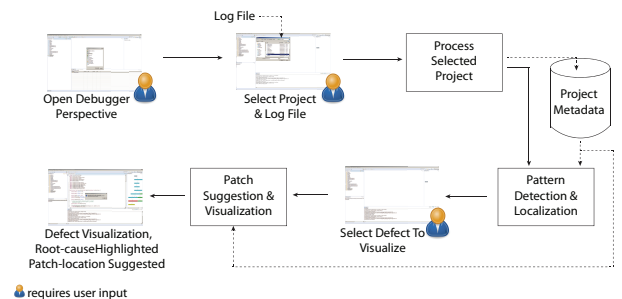 Log File
Open Debugger
Perspective
Select Project
& Log File
Process
Selected
Project
Project
Metadata
Defect Visualization,
Root-causeHighlighted
Patch-location Suggested
Patch
Suggestion &
Visualization
Select Defect To
Visualize
Pattern
Detection &
Localization
requires user input